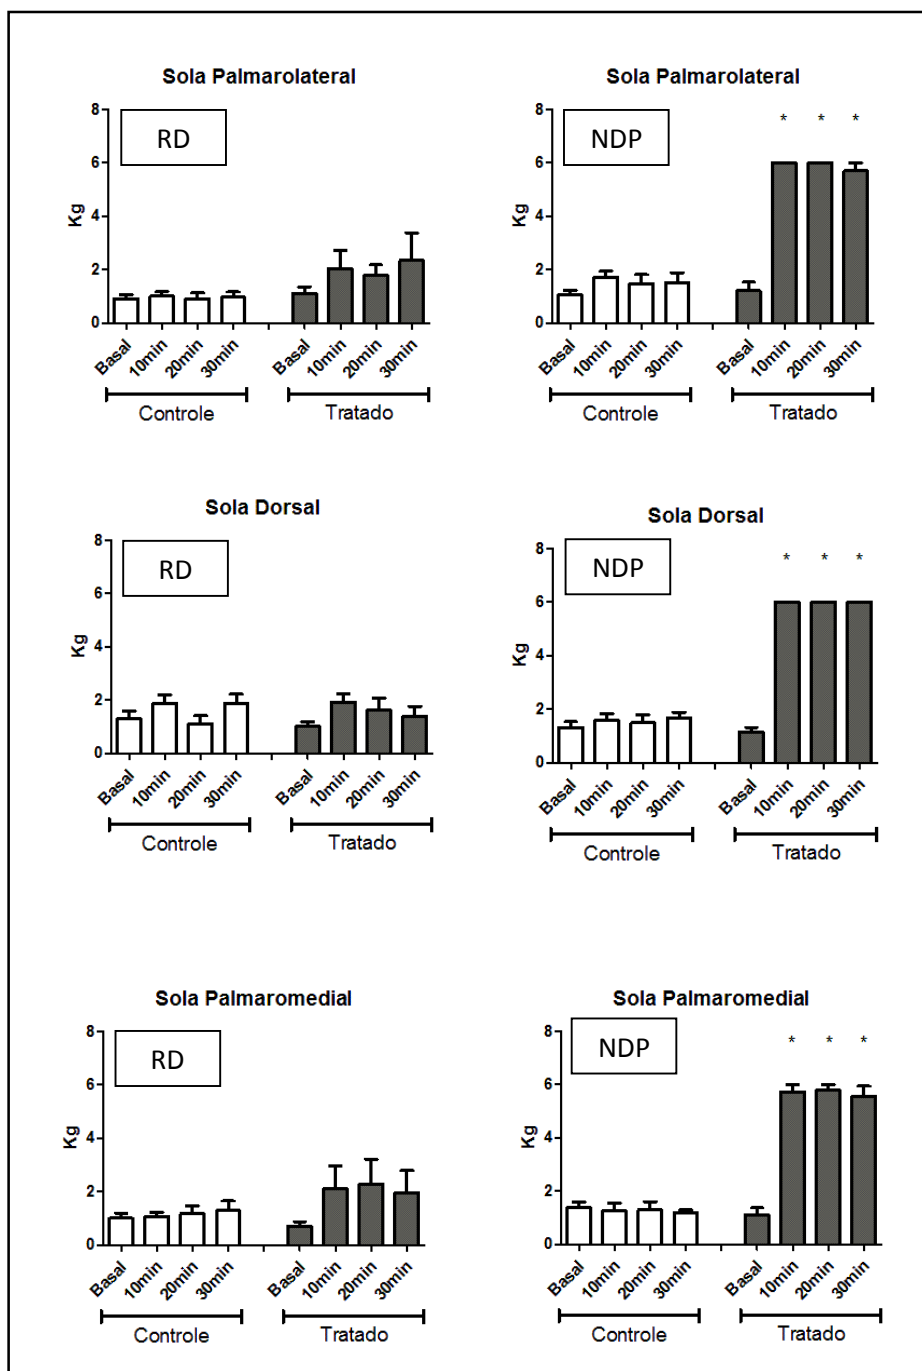 Sola Palmarolateral
RD
Kg
8
6
4
2
0
Basal 10min 20min 30min Basal 10min 20min 30min
Controle Tratado
Sola Palmarolateral
NDP
* * *
Kg
8
6
4
2
0
Basal 10min 20min 30min Basal 10min 20min 30min
Controle Tratado
Sola Dorsal
RD
Kg
8
6
4
2
0
Basal 10min 20min 30min Basal 10min 20min 30min
Controle Tratado
Sola Dorsal
NDP
* * *
Kg
8
6
4
2
0
Basal 10min 20min 30min Basal 10min 20min 30min
Controle Tratado
Sola Palmaromedial
RD
Kg
8
6
4
2
0
Basal 10min 20min 30min Basal 10min 20min 30min
Controle Tratado
Sola Palmaromedial
NDP
* * *
Kg
8
6
4
2
0
Basal 10min 20min 30min Basal 10min 20min 30min
Controle Tratado